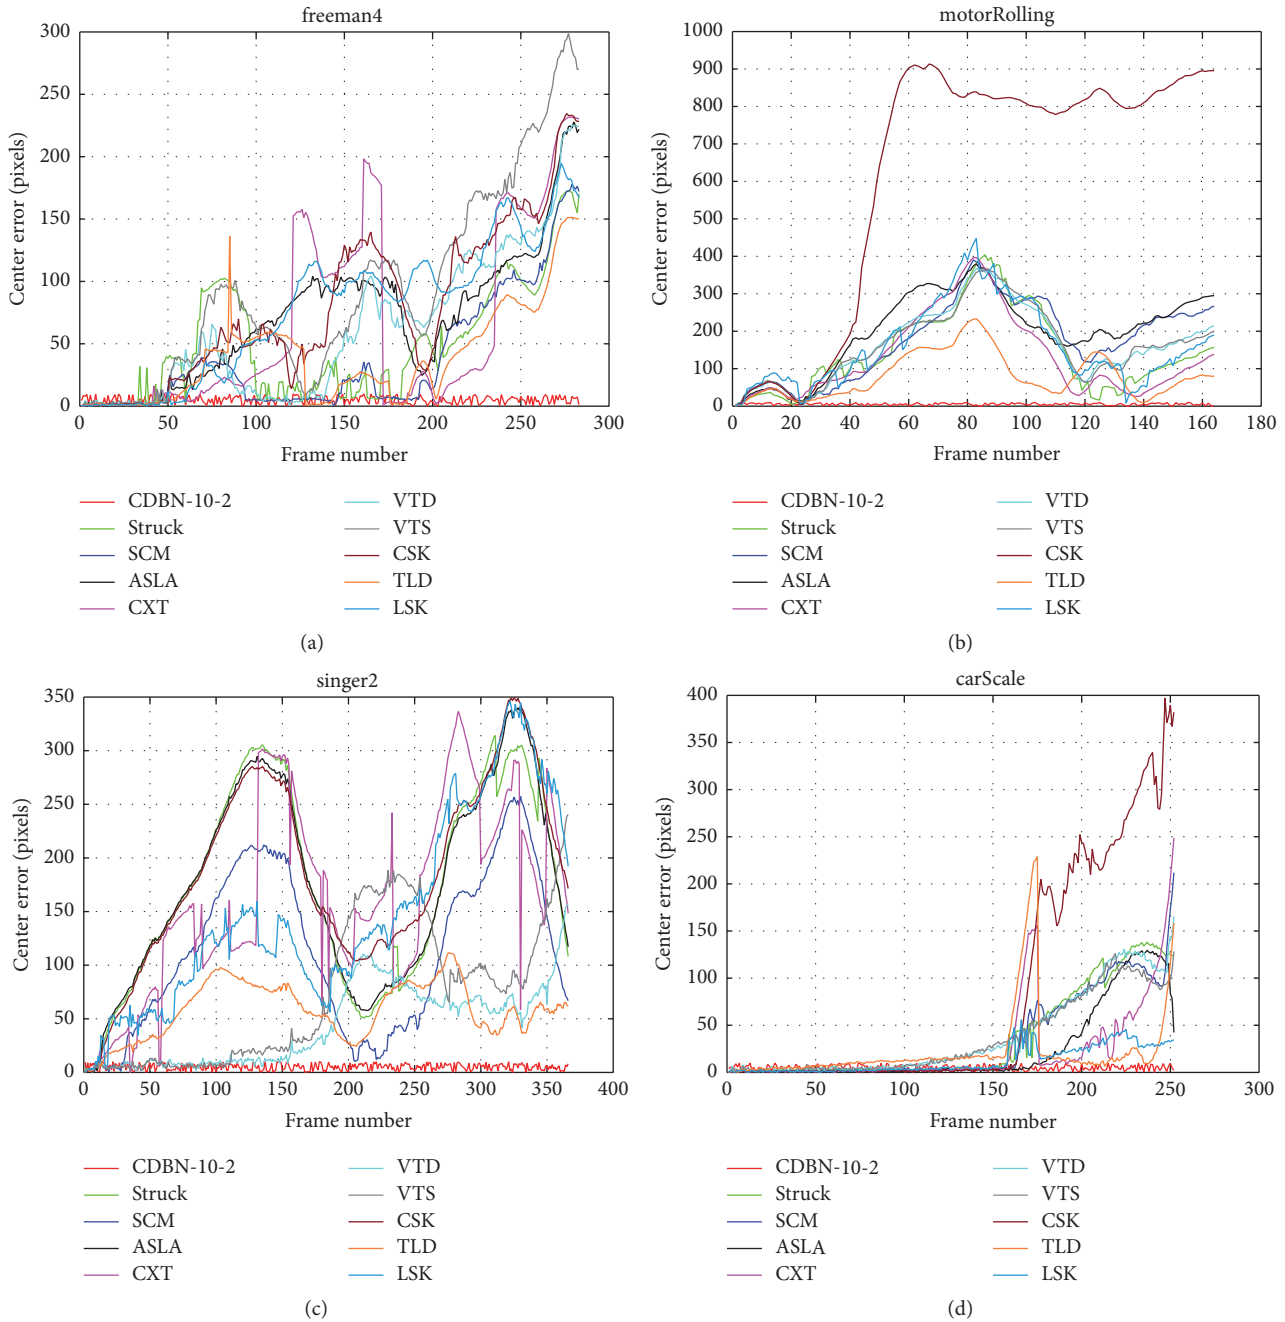 freeman4
300
250
200
150
100
50
0
Center error (pixels)
0 50 100 150 200 250 300
Frame number
CDBN-10-2
Struck
SCM
ASLA
CXT
VTD
VTS
CSK
TLD
LSK
(a)
motorRolling
1000
900
800
700
600
500
400
300
200
100
0
Center error (pixels)
0 20 40 60 80 100 120 140 160 180
Frame number
CDBN-10-2
Struck
SCM
ASLA
CXT
VTD
VTS
CSK
TLD
LSK
(b)
singer2
350
300
250
200
150
100
50
0
Center error (pixels)
0 50 100 150 200 250 300 350 400
Frame number
CDBN-10-2
Struck
SCM
ASLA
CXT
VTD
VTS
CSK
TLD
LSK
(c)
carScale
400
350
300
250
200
150
100
50
0
Center error (pixels)
0 50 100 150 200 250 300
Frame number
CDBN-10-2
Struck
SCM
ASLA
CXT
VTD
VTS
CSK
TLD
LSK
(d)